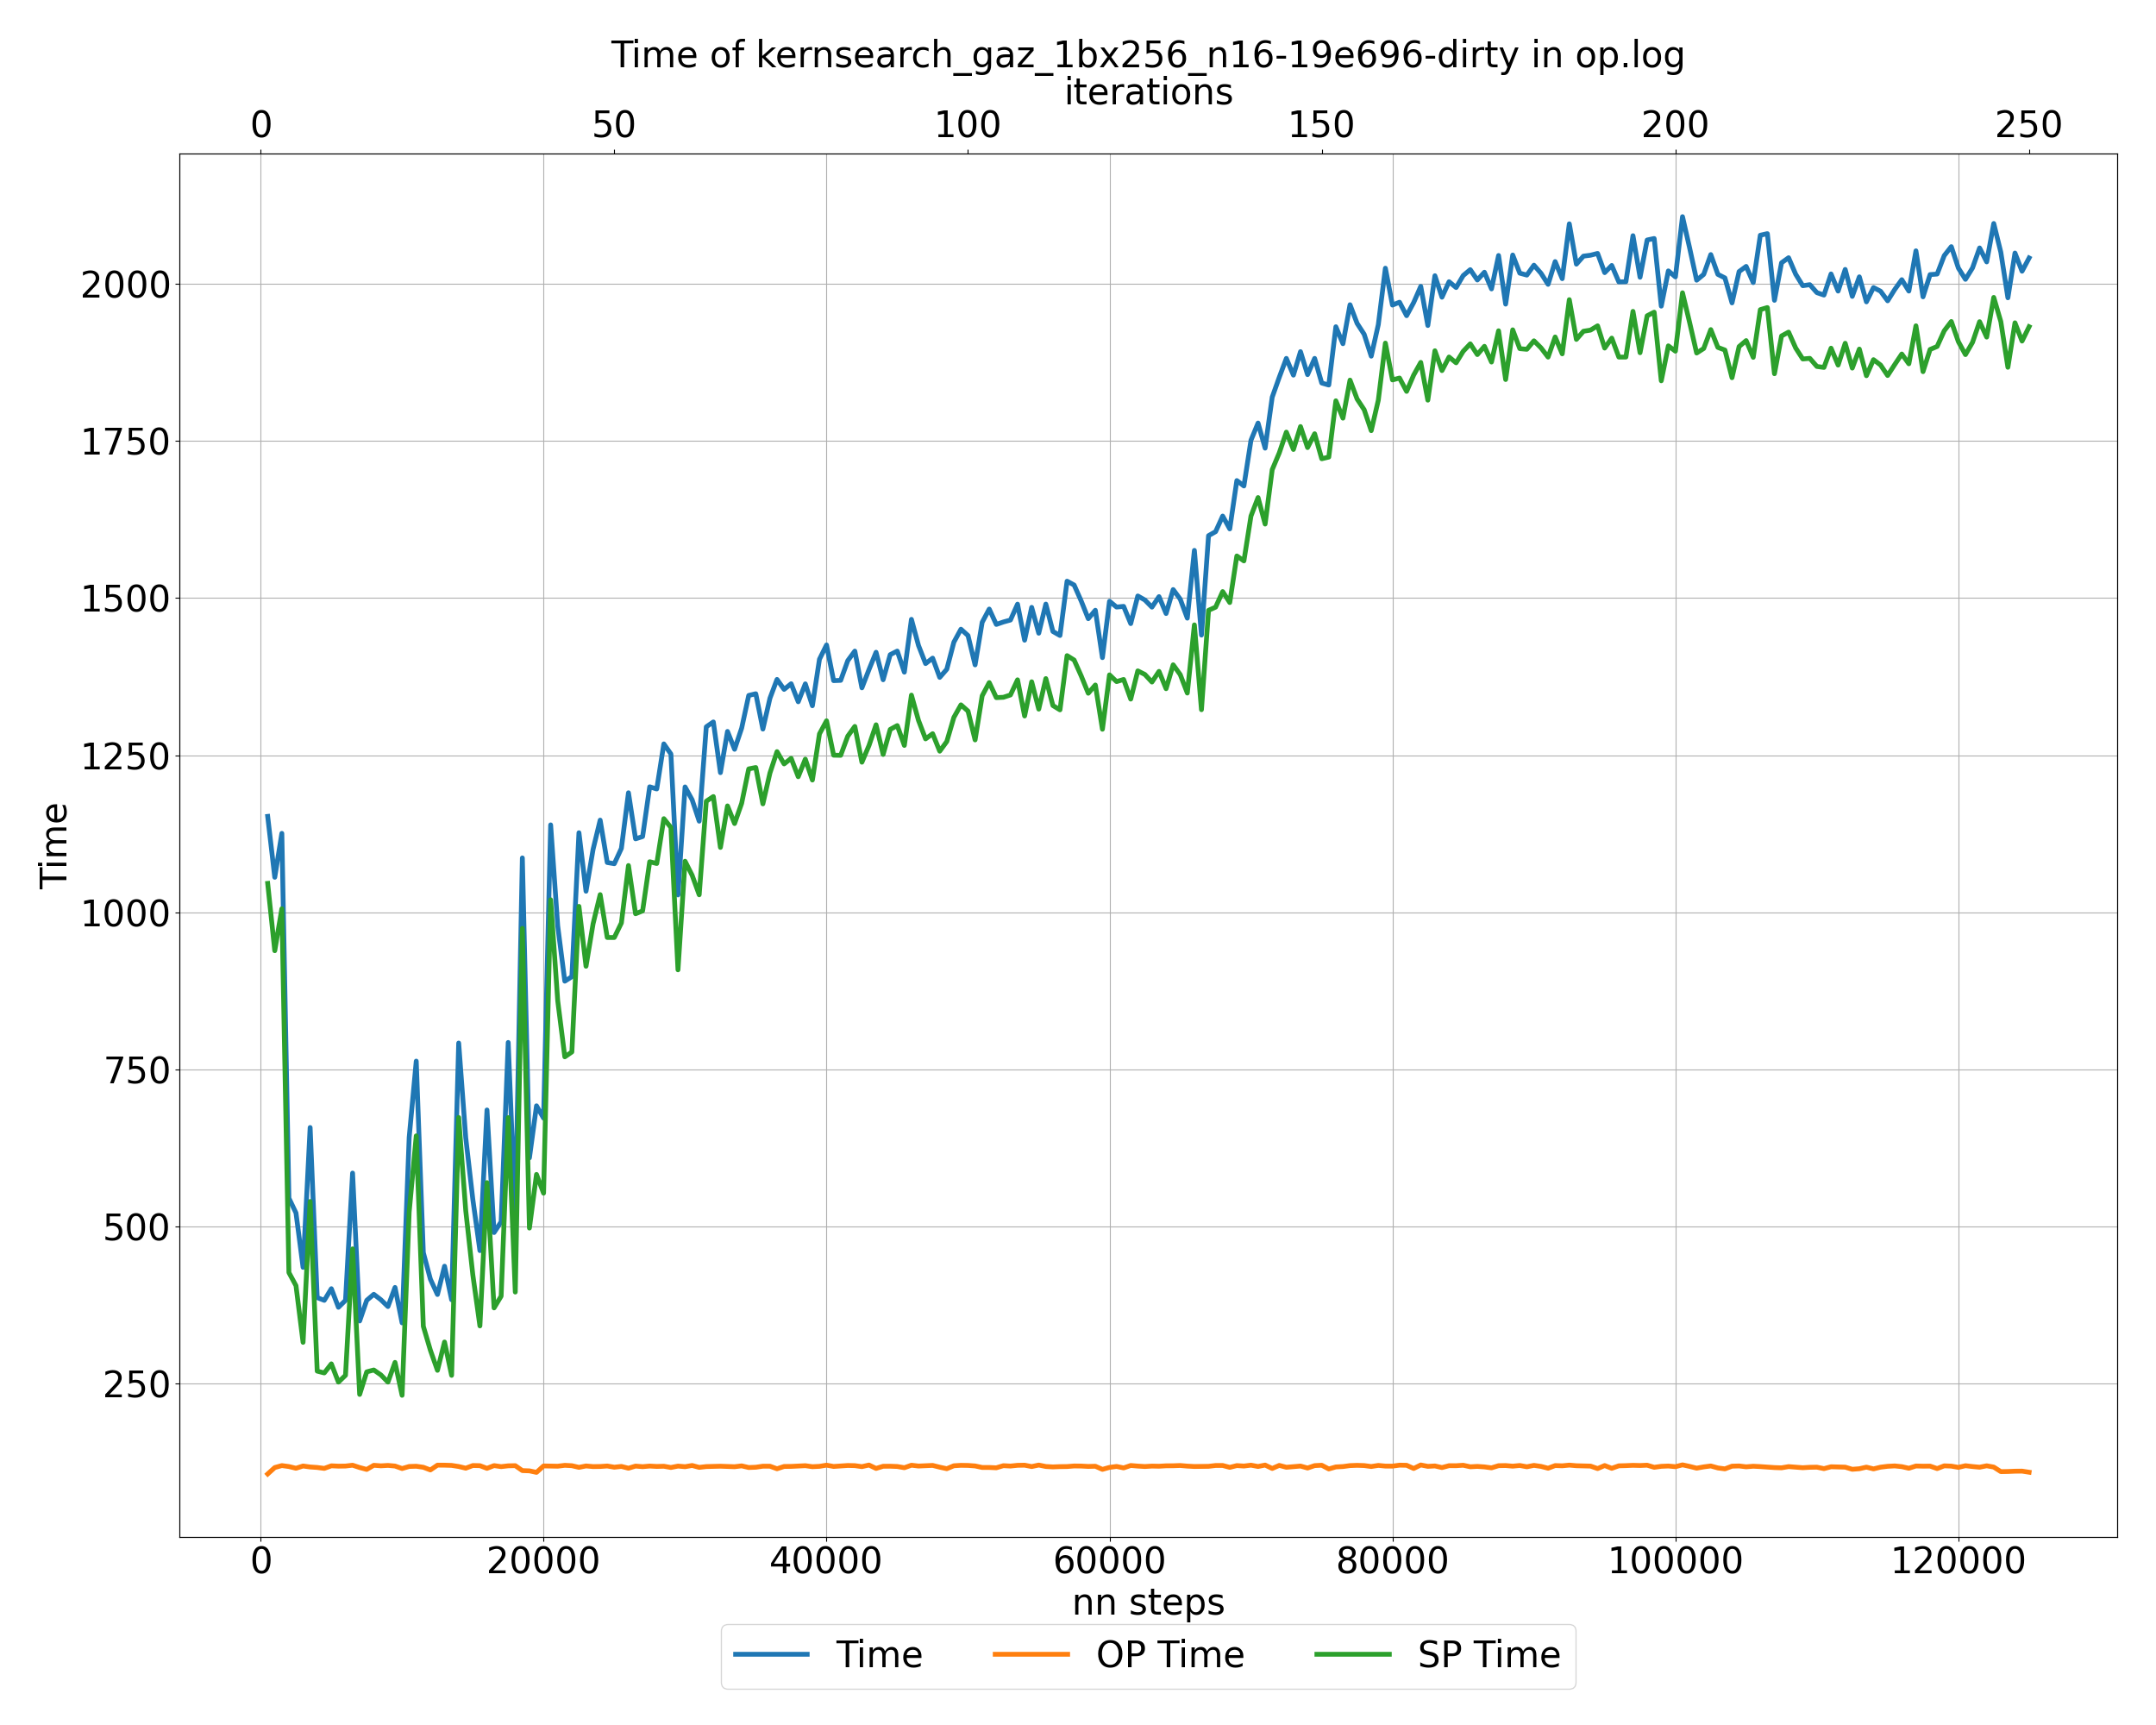 Time of kernsearch_gaz_1bx256_n16-19e696-dirty in op.log
iterations
0 50 100 150 200 250
2000
1750
1500
1250
1000
750
500
250
Time
0 20000 40000 60000 80000 100000 120000
nn steps
Time OP Time SP Time